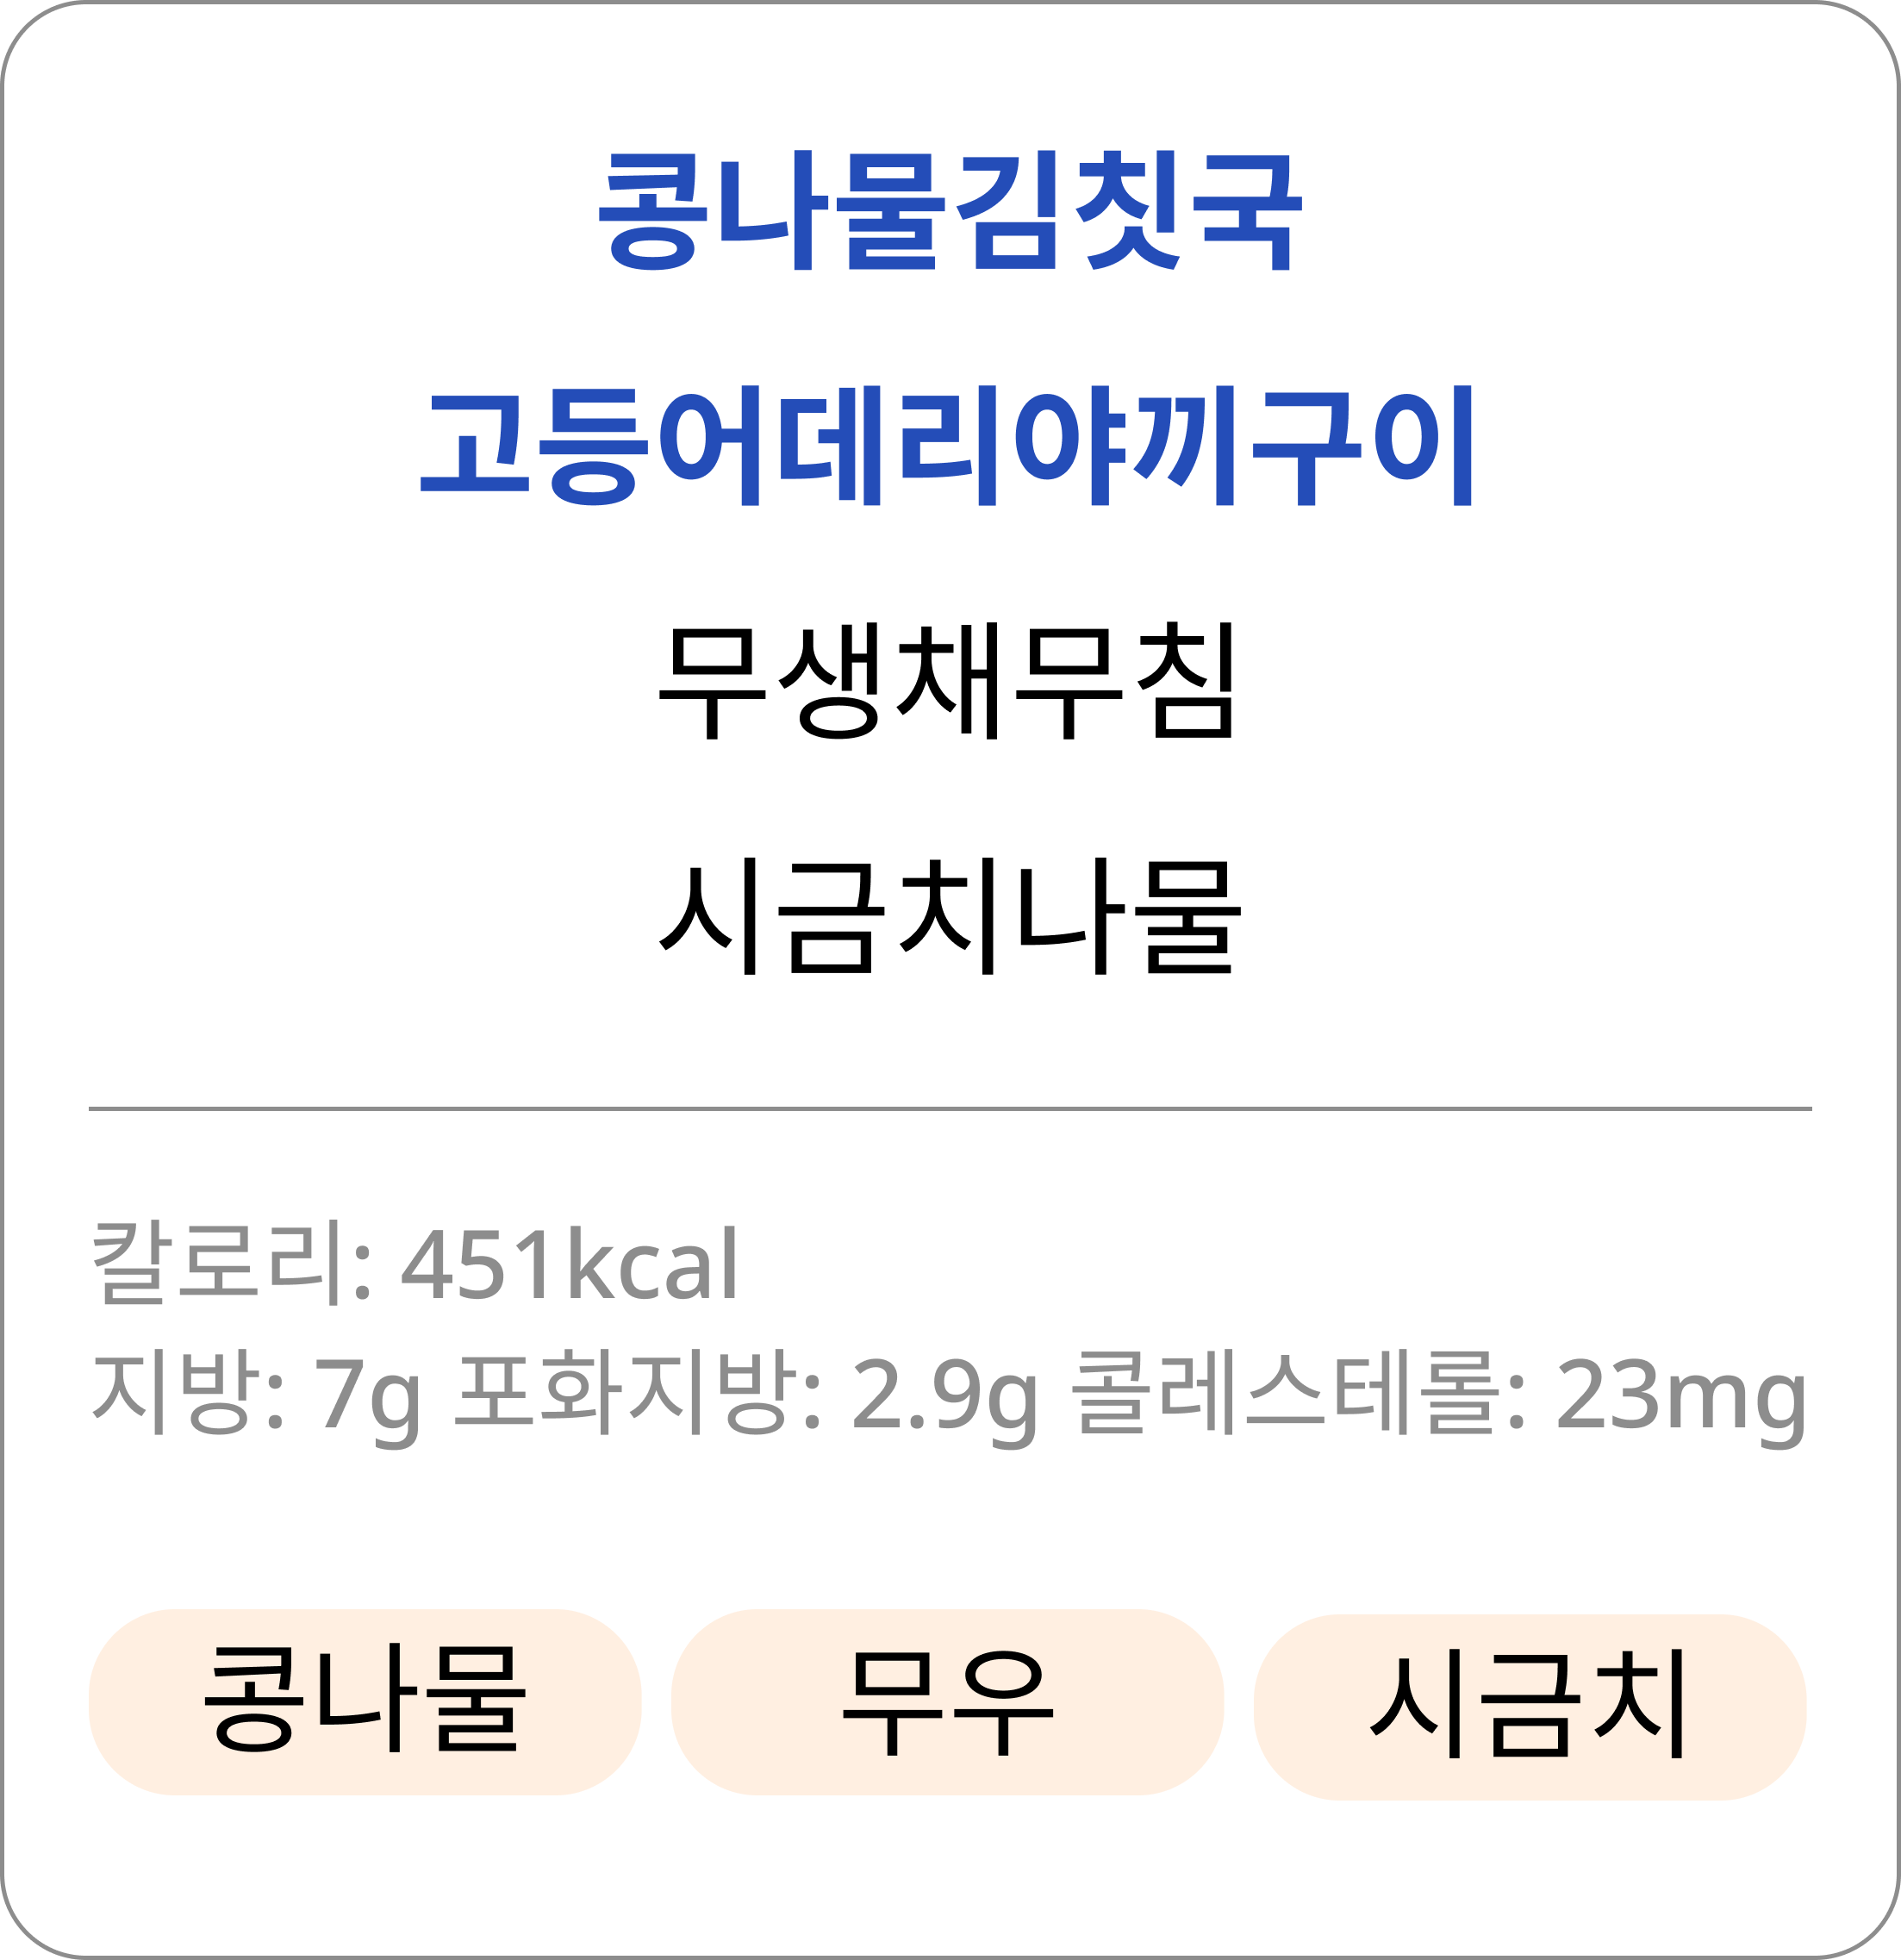 콩나물김칫국
고등어데리야끼구이
무생채무침
시금치나물
칼로리: 451kcal
지방: 7g 포화지방: 2.9g 콜레스테롤: 23mg
콩나물 무우 시금치